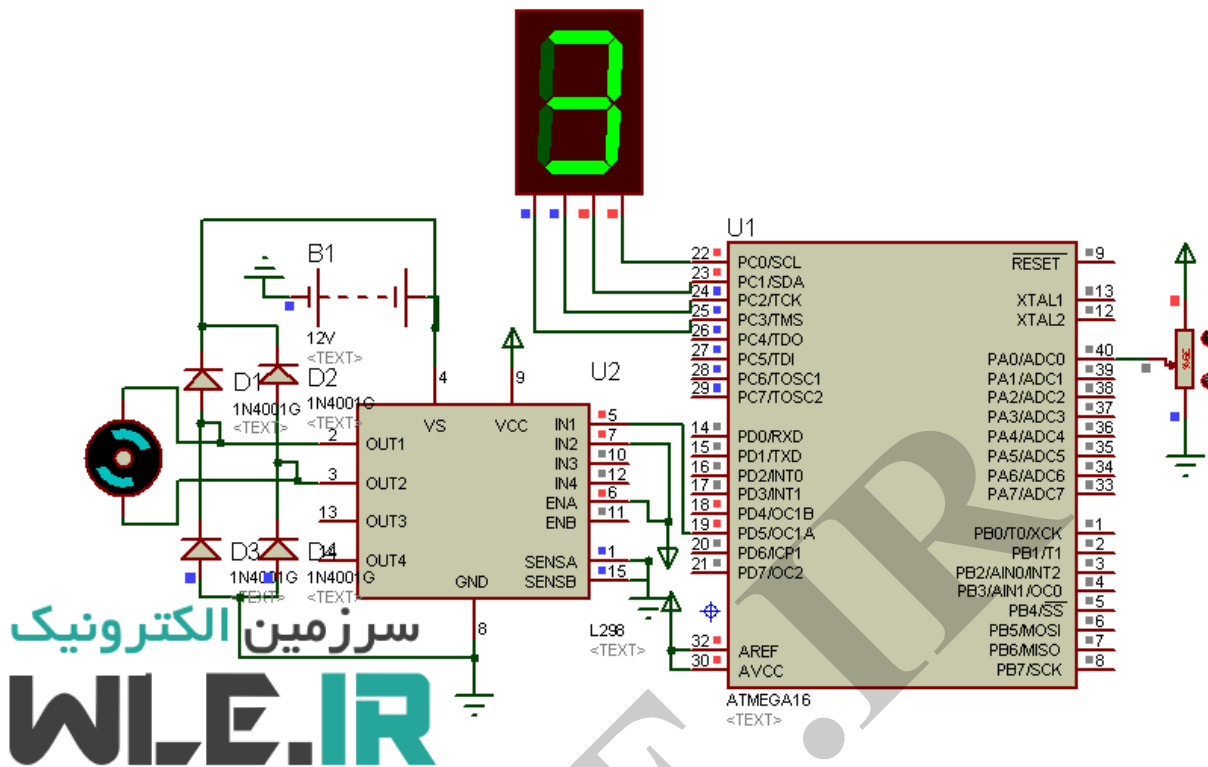 U1
22
PC0/SCL
23
PC1/SDA
24
PC2/TCK
25
PC3/TMS
26
PC4/TDO
27
PC5/TDI
28
PC6/TOSC1
29
PC7/TOSC2
14
PD0/RXD
15
PD1/TXD
16
PD2/INT0
17
PD3/INT1
18
PD4/OC1B
19
PD5/OC1A
20
PD6/ICP1
21
PD7/OC2
32
AREF
30
AVCC
RESET
9
XTAL1
13
XTAL2
12
PA0/ADC0
40
PA1/ADC1
39
PA2/ADC2
38
PA3/ADC3
37
PA4/ADC4
36
PA5/ADC5
35
PA6/ADC6
34
PA7/ADC7
33
PB0/T0/XCK
1
PB1/T1
2
PB2/AIN0/INT2
3
PB3/AIN1/OC0
4
PB4/SS
5
PB5/MOSI
6
PB6/MISO
7
PB7/SCK
8
ATMEGA16
<TEXT>
B1
12V
<TEXT>
D1
1N4001G
<TEXT>
D2
1N4001G
<TEXT>
D3
1N4001G
<TEXT>
D4
1N4001G
<TEXT>
U2
4
VS
9
VCC
2
OUT1
3
OUT2
13
OUT3
14
OUT4
IN1
5
IN2
7
IN3
10
IN4
12
ENA
6
ENB
11
SENSA
1
SENSB
15
GND
8
L298
<TEXT>
سرزمین الکترونیک
WLE.IR